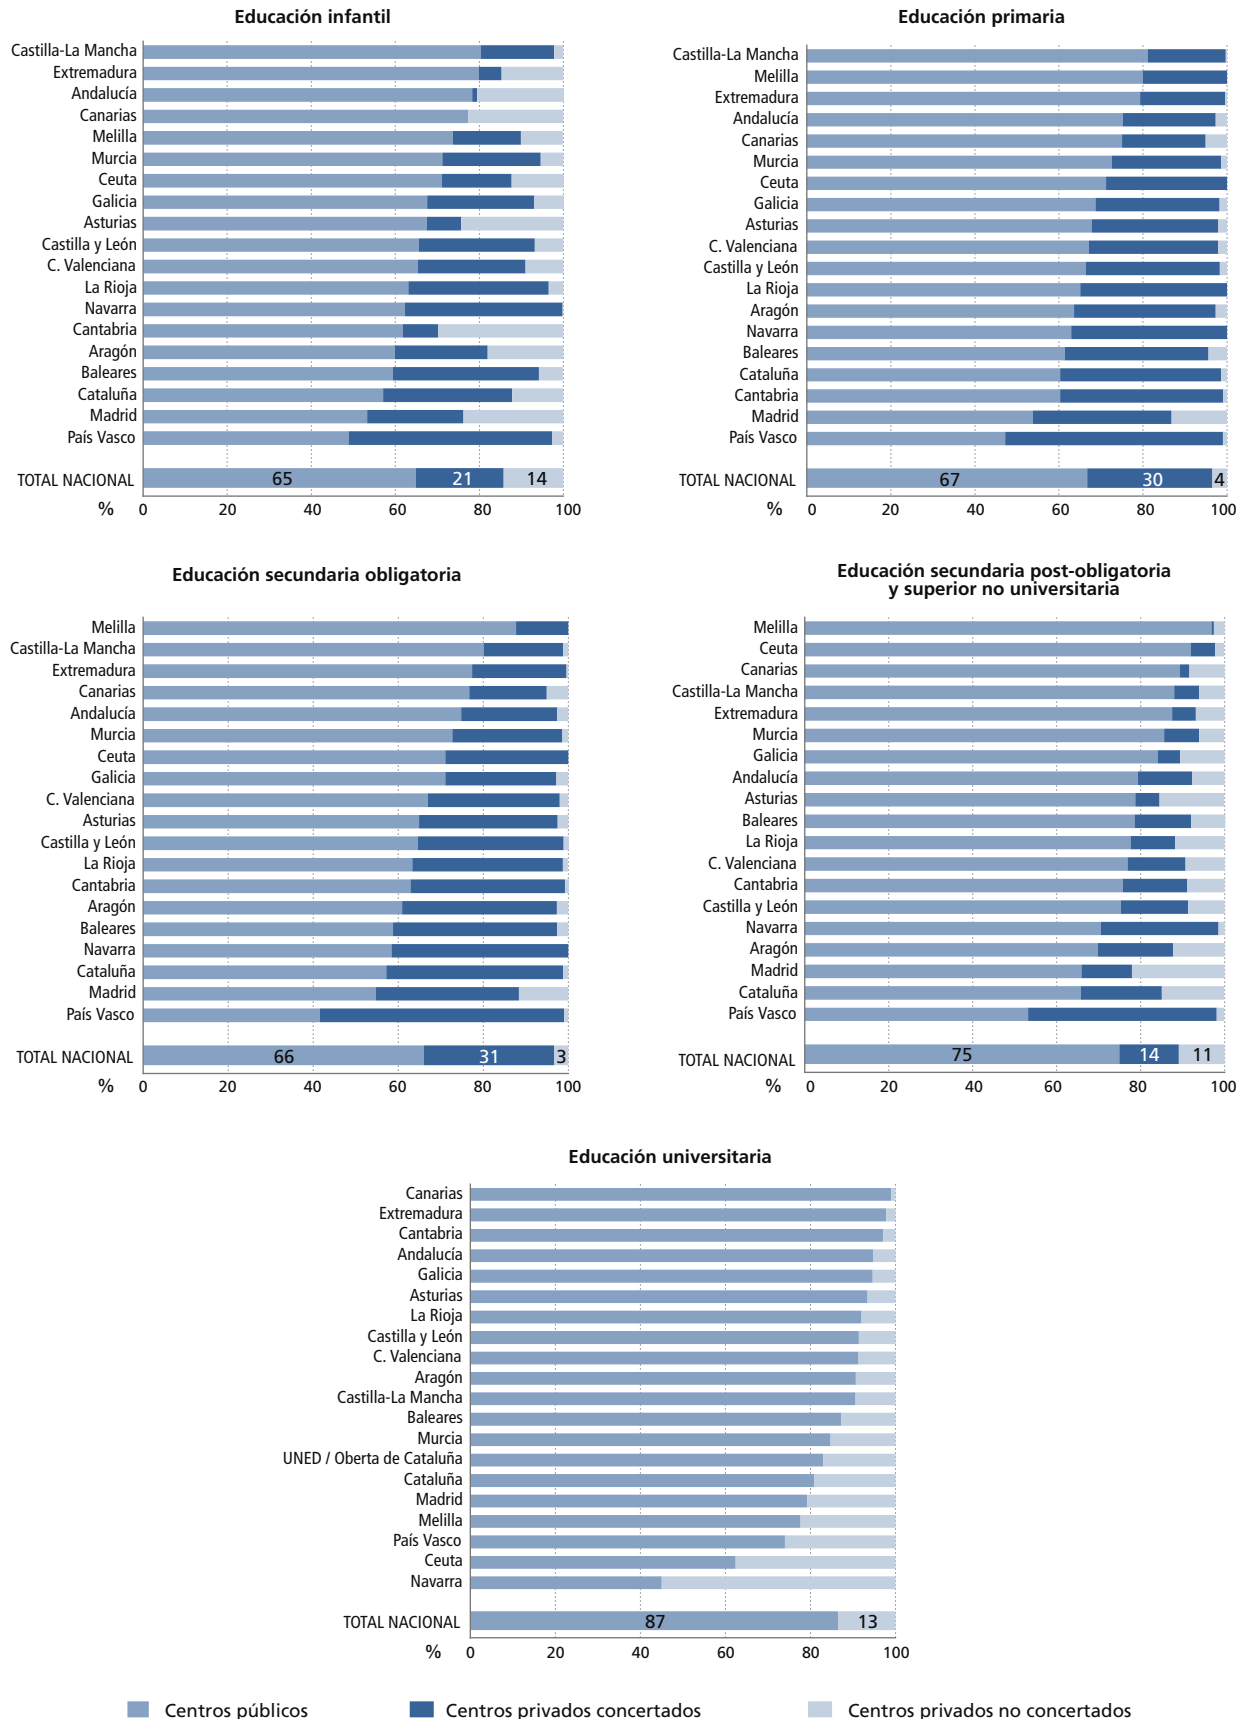 Educación infantil
Castilla-La Mancha
Extremadura
Andalucía
Canarias
Melilla
Murcia
Ceuta
Galicia
Asturias
Castilla y León
C. Valenciana
La Rioja
Navarra
Cantabria
Aragón
Baleares
Cataluña
Madrid
País Vasco
TOTAL NACIONAL 65 21 14
% 0 20 40 60 80 100
Educación primaria
Castilla-La Mancha
Melilla
Extremadura
Andalucía
Canarias
Murcia
Ceuta
Galicia
Asturias
C. Valenciana
Castilla y León
La Rioja
Aragón
Navarra
Baleares
Cataluña
Cantabria
Madrid
País Vasco
TOTAL NACIONAL 67 30 4
% 0 20 40 60 80 100
Educación secundaria obligatoria
Melilla
Castilla-La Mancha
Extremadura
Canarias
Andalucía
Murcia
Ceuta
Galicia
C. Valenciana
Asturias
Castilla y León
La Rioja
Cantabria
Aragón
Baleares
Navarra
Cataluña
Madrid
País Vasco
TOTAL NACIONAL 66 31 3
% 0 20 40 60 80 100
Educación secundaria post-obligatoria
y superior no universitaria
Melilla
Ceuta
Canarias
Castilla-La Mancha
Extremadura
Murcia
Galicia
Andalucía
Asturias
Baleares
La Rioja
C. Valenciana
Cantabria
Castilla y León
Navarra
Aragón
Madrid
Cataluña
País Vasco
TOTAL NACIONAL 75 14 11
% 0 20 40 60 80 100
Educación universitaria
Canarias
Extremadura
Cantabria
Andalucía
Galicia
Asturias
La Rioja
Castilla y León
C. Valenciana
Aragón
Castilla-La Mancha
Baleares
Murcia
UNED / Oberta de Cataluña
Cataluña
Madrid
Melilla
País Vasco
Ceuta
Navarra
TOTAL NACIONAL 87 13
% 0 20 40 60 80 100
Centros públicos Centros privados concertados Centros privados no concertados